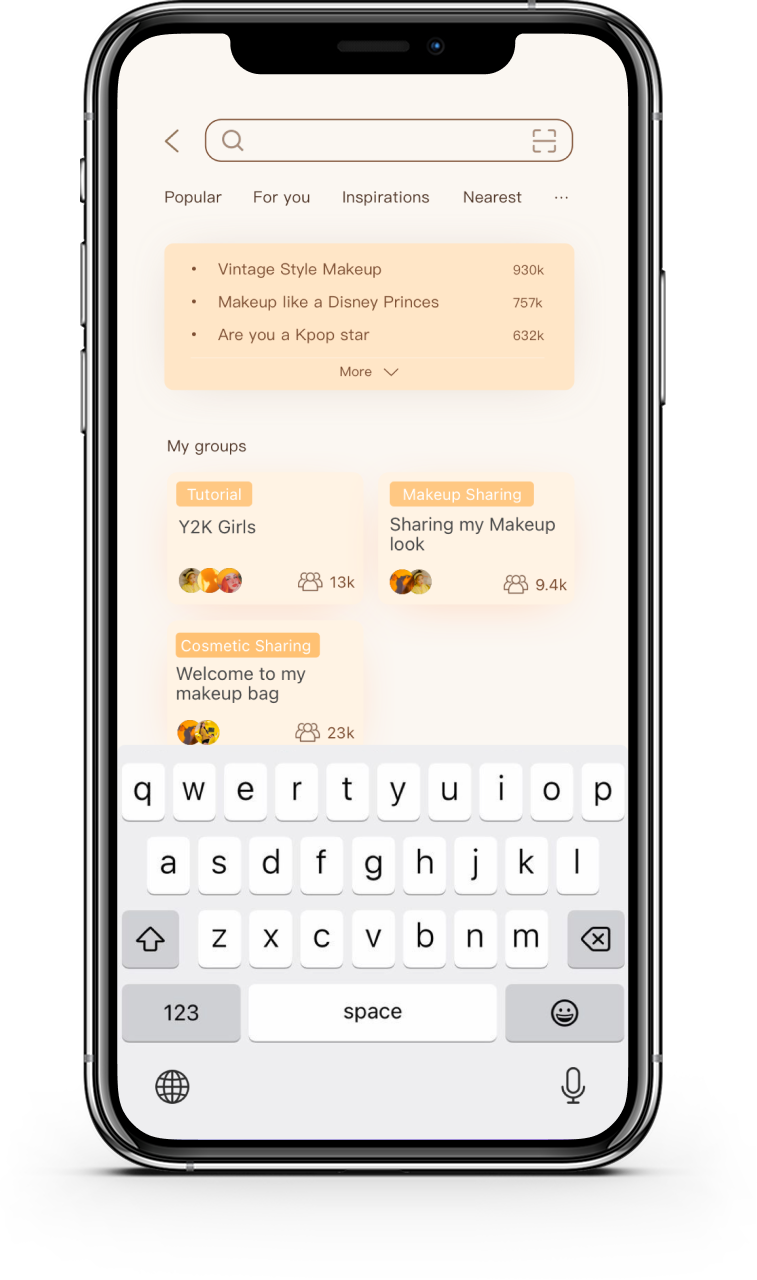 Popular For you Inspirations Nearest ...
• Vintage Style Makeup 930k
• Makeup like a Disney Princes 757k
• Are you a Kpop star 632k
More
My groups
Tutorial
Y2K Girls
13k
Makeup Sharing
Sharing my Makeup
look
9.4k
Cosmetic Sharing
Welcome to my
makeup bag
23k
q w e r t y u i o p
a s d f g h j k l
z x c v b n m
123 space